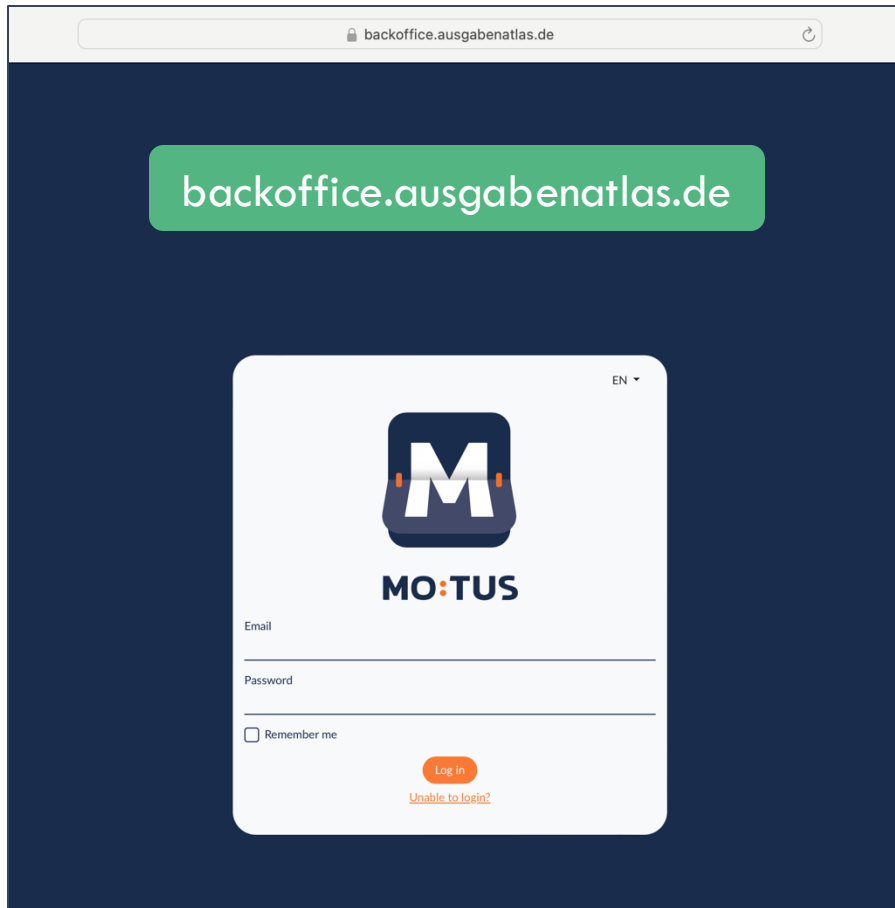 backoffice.ausgabenatlas.de
backoffice.ausgabenatlas.de
EN
M
MO:TUS
Email
Password
Remember me
Log in
Unable to login?